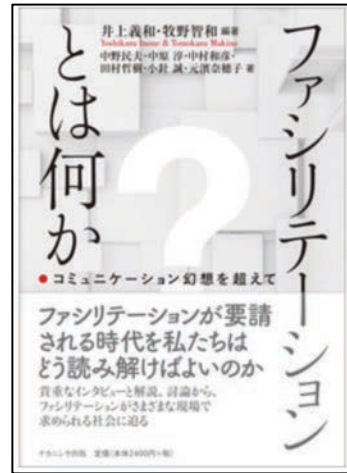 井上義和・牧野智和 編著
Yoshikazu Inoue & Tomokazu Makino
中野民夫・中原 淳・中村和彦・
田村哲樹・小針 誠・元濱奈穂子 著
ファシリテーション
とは何か
?
●コミュニケーション幻想を超えて
ファシリテーションが要請
される時代を私たちは
どう読み解けばよいのか
貴重なインタビューと解説、討論から、
ファシリテーションがさまざまな現場で
求められる社会に迫る
ナカニシヤ出版 定価(本体2400円+税)